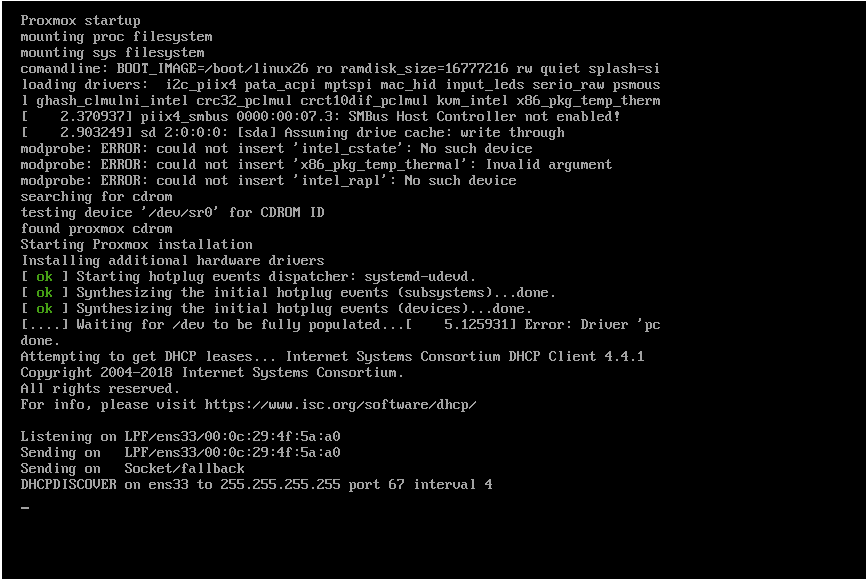 Proxmox startup
mounting proc filesystem
mounting sys filesystem
comandline: BOOT_IMAGE=/boot/linux26 ro ramdisk_size=16777216 rw quiet splash=si
loading drivers:  i2c_piix4 pata_acpi mptspi mac_hid input_leds serio_raw psmous
l ghash_clmulni_intel crc32_pclmul crct10dif_pclmul kvm_intel x86_pkg_temp_therm
[    2.370937] piix4_smbus 0000:00:07.3: SMBus Host Controller not enabled!
[    2.903249] sd 2:0:0:0: [sda] Assuming drive cache: write through
modprobe: ERROR: could not insert 'intel_cstate': No such device
modprobe: ERROR: could not insert 'x86_pkg_temp_thermal': Invalid argument
modprobe: ERROR: could not insert 'intel_rapl': No such device
searching for cdrom
testing device '/dev/sr0' for CDROM ID
found proxmox cdrom
Starting Proxmox installation
Installing additional hardware drivers
[ ok ] Starting hotplug events dispatcher: systemd-udevd.
[ ok ] Synthesizing the initial hotplug events (subsystems)...done.
[ ok ] Synthesizing the initial hotplug events (devices)...done.
[....] Waiting for /dev to be fully populated...[    5.125931] Error: Driver 'pc
done.
Attempting to get DHCP leases... Internet Systems Consortium DHCP Client 4.4.1
Copyright 2004-2018 Internet Systems Consortium.
All rights reserved.
For info, please visit https://www.isc.org/software/dhcp/
Listening on LPF/ens33/00:0c:29:4f:5a:a0
Sending on   LPF/ens33/00:0c:29:4f:5a:a0
Sending on   Socket/fallback
DHCPDISCOVER on ens33 to 255.255.255.255 port 67 interval 4
_